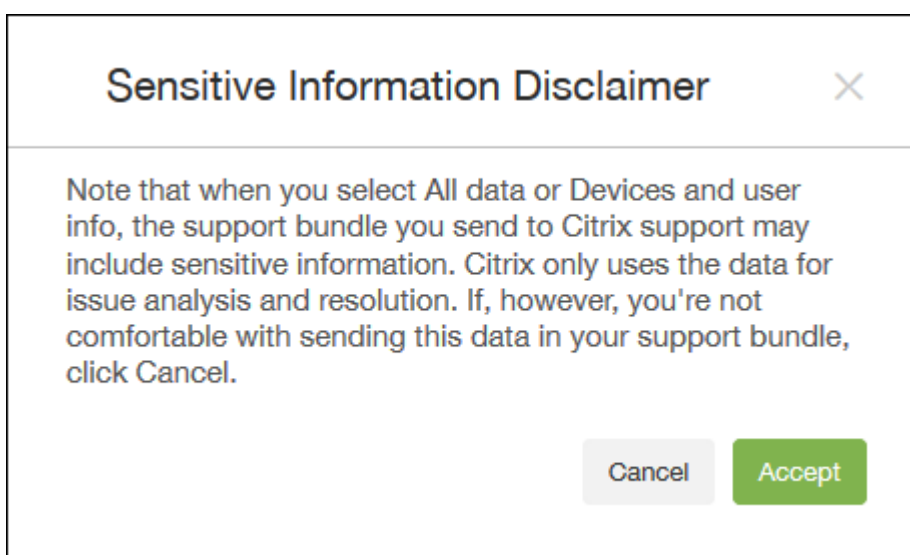 Sensitive Information Disclaimer
Note that when you select All data or Devices and user
info, the support bundle you send to Citrix support may
include sensitive information. Citrix only uses the data for
issue analysis and resolution. If, however, you're not
comfortable with sending this data in your support bundle,
click Cancel.
Cancel Accept